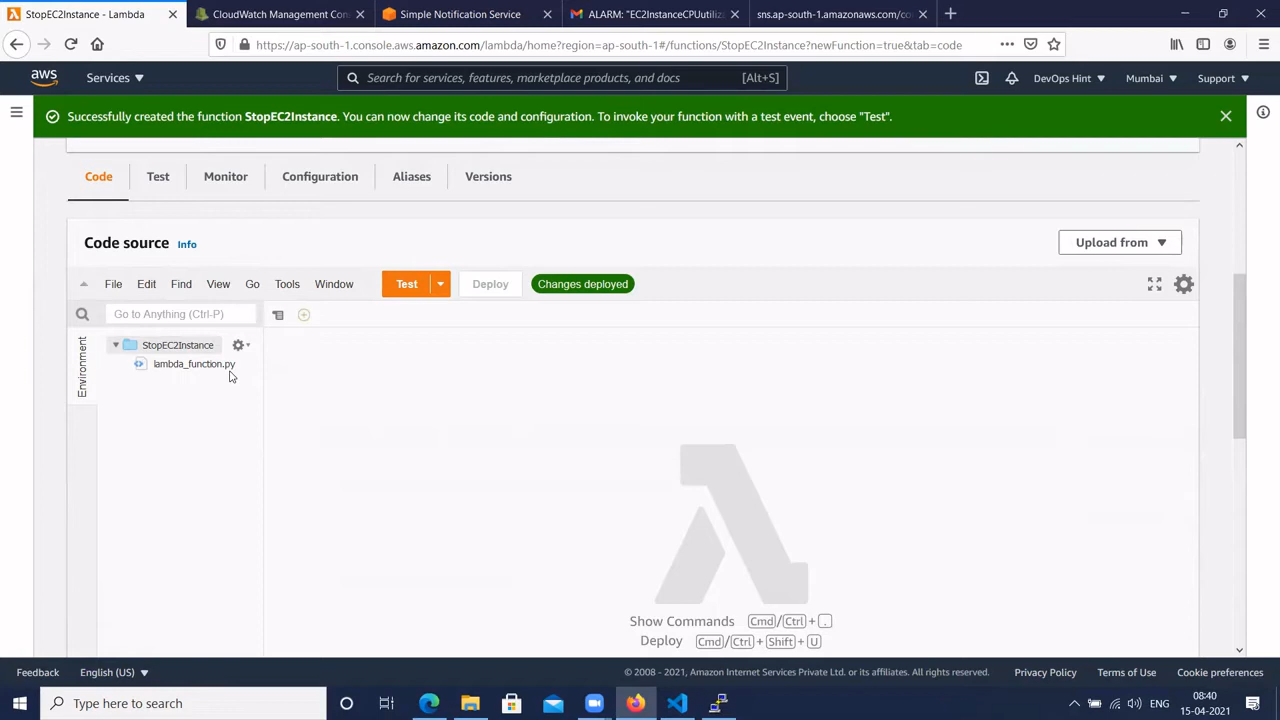 StopEC2Instance - Lambda
CloudWatch Management Con
Simple Notification Service
ALARM: "EC2InstanceCPUutiliz
sns.ap-south-1.amazonaws.com/co
https://ap-south-1.console.aws.amazon.com/lambda/home?region=ap-south-1#/functions/StopEC2Instance?newFunction=true&tab=code
aws
Services
Search for services, features, marketplace products, and docs
[Alt+S]
DevOps Hint
Mumbai
Support
Successfully created the function StopEC2Instance. You can now change its code and configuration. To invoke your function with a test event, choose "Test".
Code
Test
Monitor
Configuration
Aliases
Versions
Code source
Info
Upload from
File
Edit
Find
View
Go
Tools
Window
Test
Deploy
Changes deployed
Go to Anything (Ctrl-P)
Environment
StopEC2Instance
lambda_function.py
Show Commands Cmd/Ctrl + .
Deploy Cmd/Ctrl + Shift + U
Feedback
English (US)
© 2008 - 2021, Amazon Internet Services Private Ltd. or its affiliates. All rights reserved.
Privacy Policy
Terms of Use
Cookie preferences
Type here to search
ENG
08:40
15-04-2021